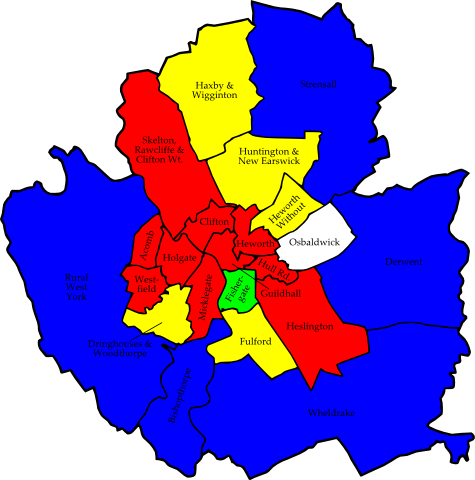 Haxby &
Wigginton
Strensall
Skelton,
Rawcliffe &
Clifton Wt.
Huntington &
New Earswick
Heworth
Without
Clifton
Acomb
Heworth
Osbaldwick
Holgate
Derwent
Hull Rd.
Rural
West
York
West-
field
Micklegate
Fisher-
gate
Guildhall
Heslington
Dringhouses &
Woodthorpe
Fulford
Bishopthorpe
Wheldrake